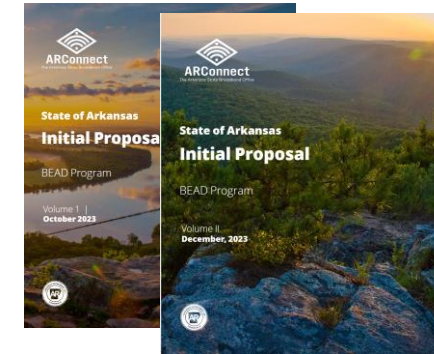 ARConnect
The Arkansas State Broadband Office
State of Arkansas
Initial Proposa
BEAD Program
Volume 1 |
October 2023
ARConnect
The Arkansas State Broadband Office
State of Arkansas
Initial Proposal
BEAD Program
Volume II
December, 2023